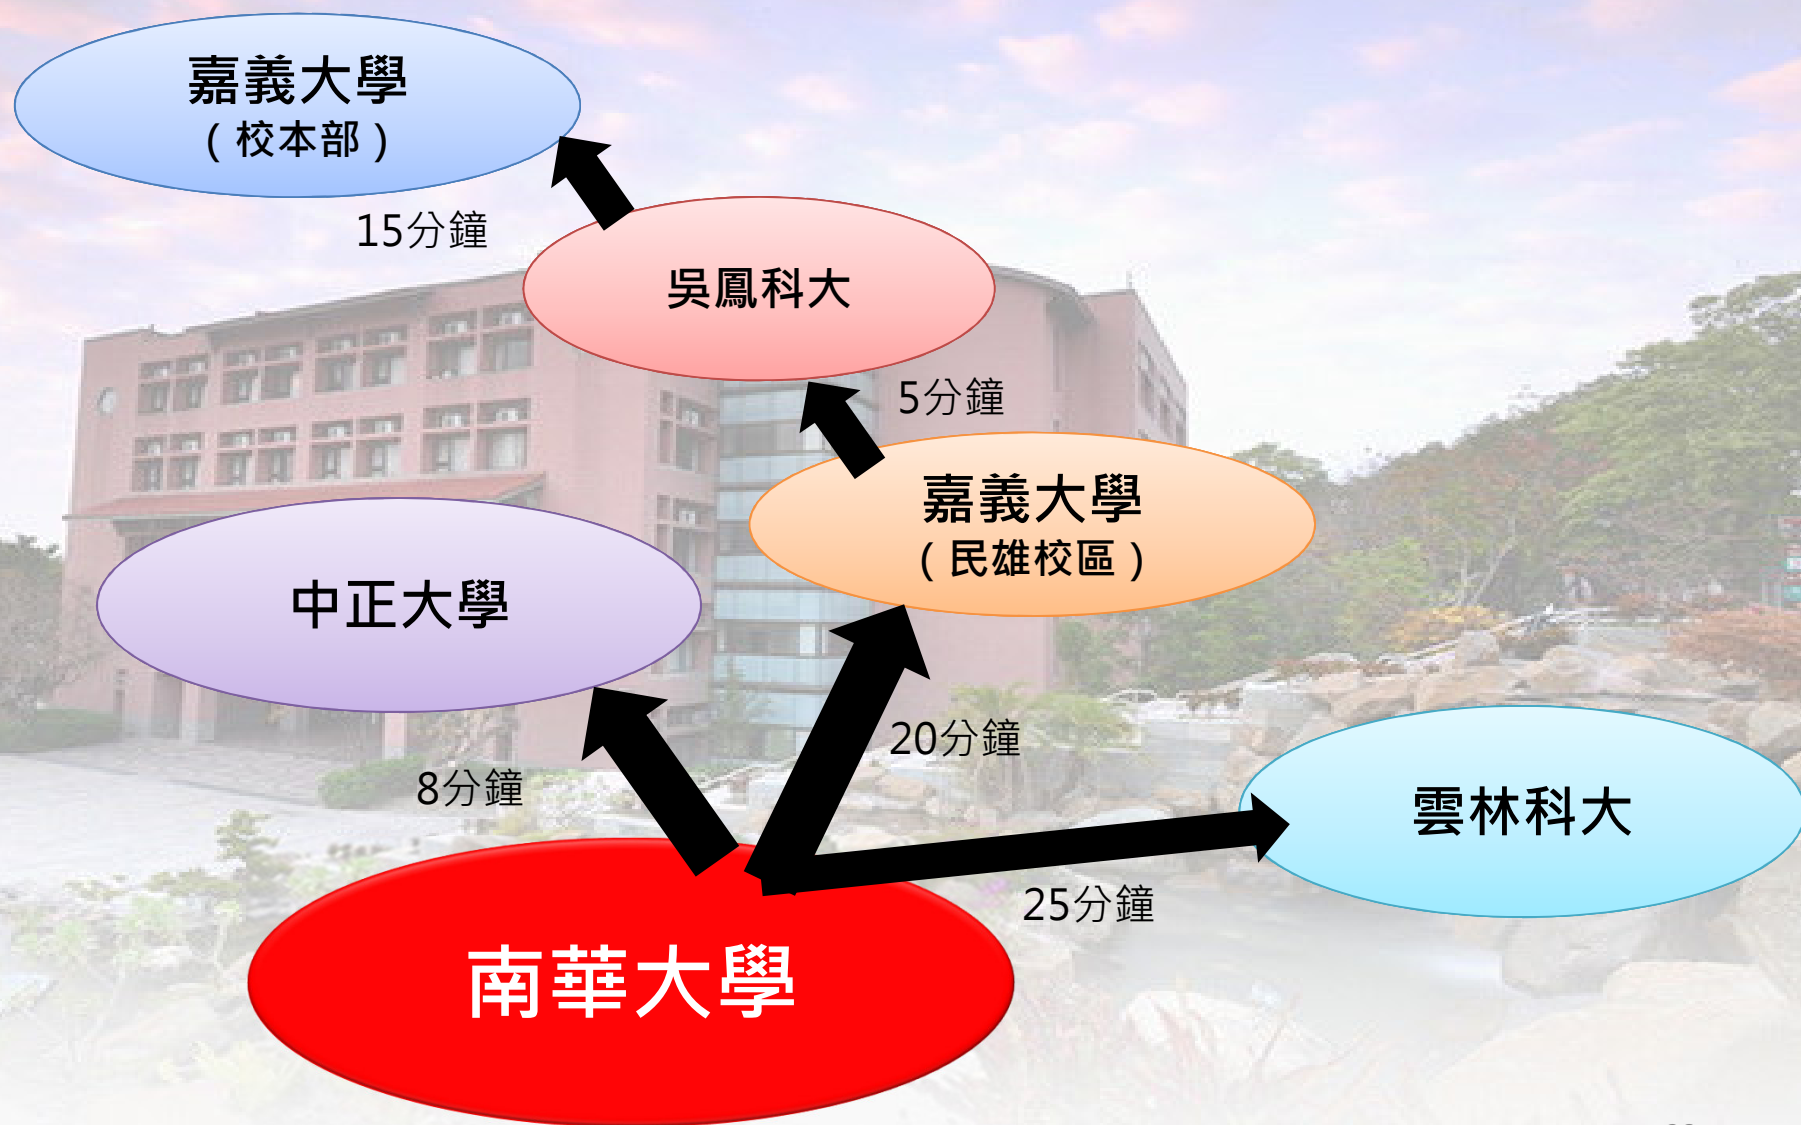 嘉義大學
（校本部）
15分鐘
吳鳳科大
5分鐘
嘉義大學
（民雄校區）
中正大學
20分鐘
8分鐘
雲林科大
25分鐘
南華大學